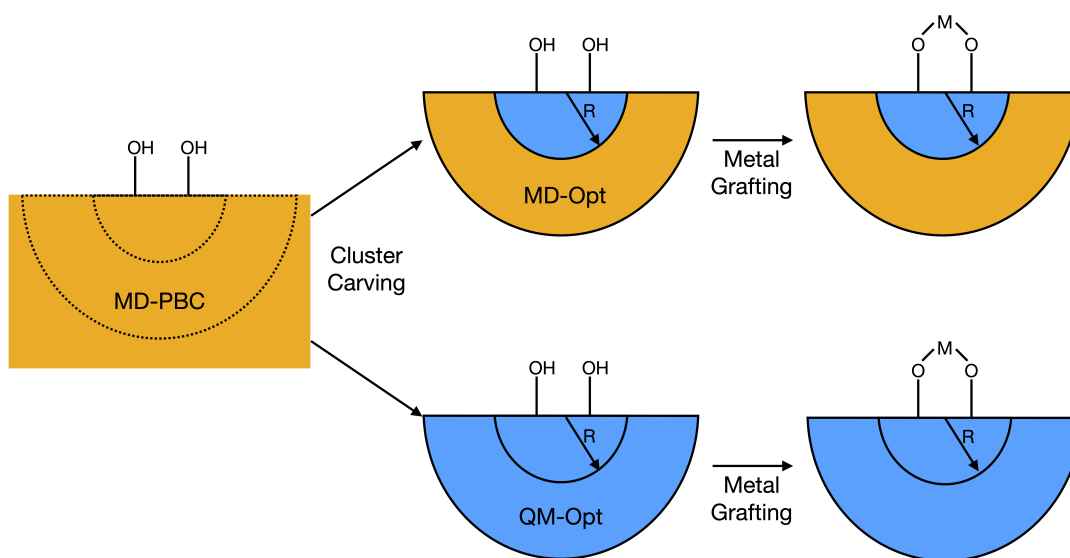 OH OH
MD-PBC
Cluster
Carving
OH OH
R
MD-Opt
Metal
Grafting
M
O O
R
OH OH
R
QM-Opt
Metal
Grafting
M
O O
R